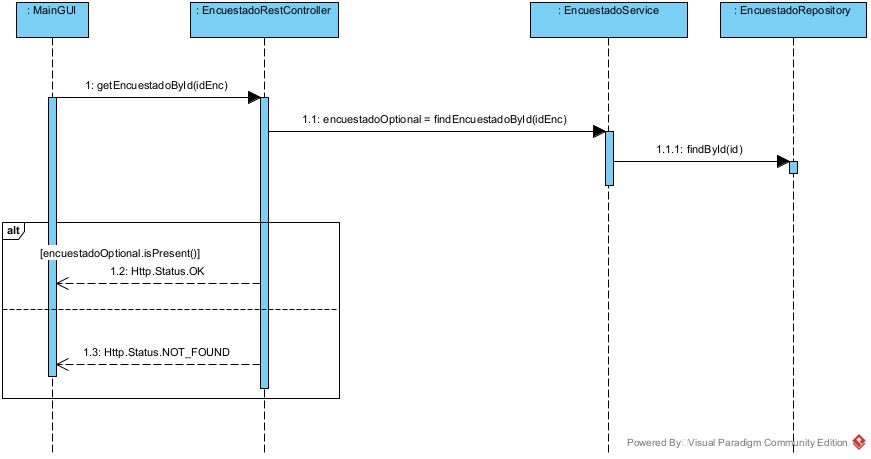 : MainGUI
: EncuestadoRestController
: EncuestadoService
: EncuestadoRepository
1: getEncuestadoById(idEnc)
1.1: encuestadoOptional = findEncuestadoById(idEnc)
1.1.1: findById(id)
alt
[encuestadoOptional.isPresent()]
1.2: Http.Status.OK
1.3: Http.Status.NOT_FOUND
Powered By Visual Paradigm Community Edition